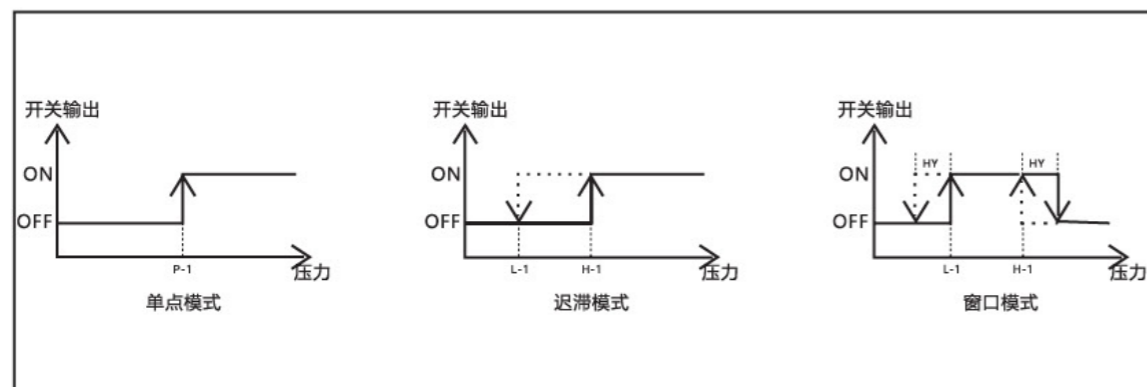 开关输出
ON
OFF
P-1
压力
单点模式
开关输出
ON
OFF
L-1
H-1
压力
迟滞模式
开关输出
HY
HY
ON
OFF
L-1
H-1
压力
窗口模式